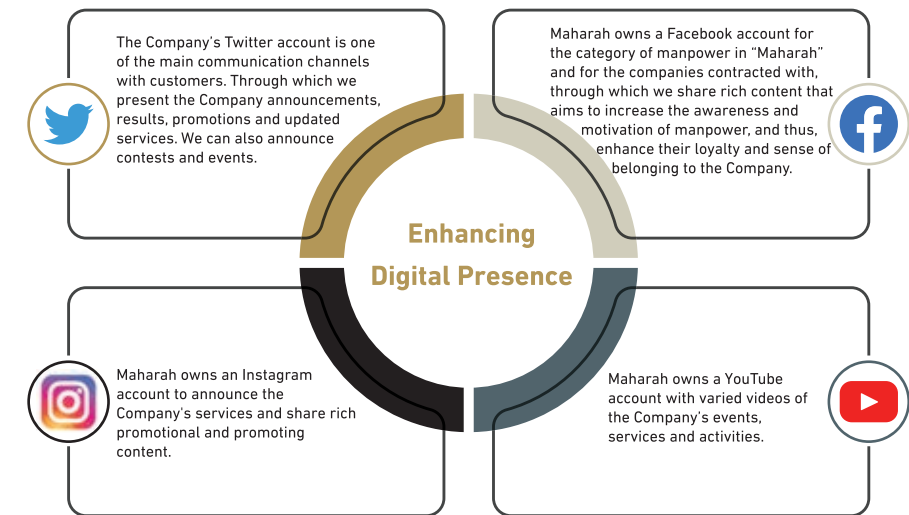 The Company's Twitter account is one
of the main communication channels
with customers. Through which we
present the Company announcements,
results, promotions and updated
services. We can also announce
contests and events.
Maharah owns a Facebook account for
the category of manpower in “Maharah”
and for the companies contracted with,
through which we share rich content that
aims to increase the awareness and
motivation of manpower, and thus,
enhance their loyalty and sense of
belonging to the Company.
Enhancing
Digital Presence
Maharah owns an Instagram
account to announce the
Company's services and share rich
promotional and promoting
content.
Maharah owns a YouTube
account with varied videos of
the Company's events,
services and activities.